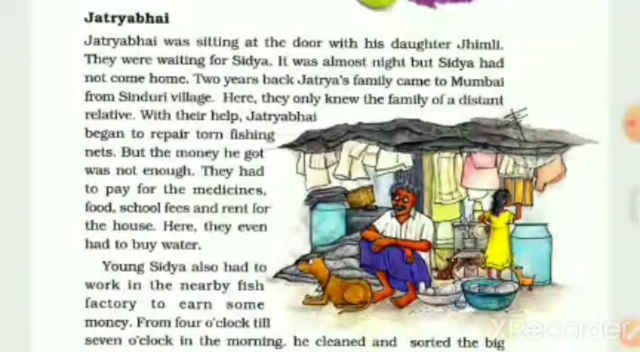 Jatryabhai
Jatryabhai was sitting at the door with his daughter Jhimli.
They were waiting for Sidya. It was almost night but Sidya had
not come home. Two years back Jatrya's family came to Mumbai
from Sinduri village. Here, they only knew the family of a distant
relative. With their help, Jatryabhai
began to repair torn fishing
nets. But the money he got
was not enough. They had
to pay for the medicines,
food, school fees and rent for
the house. Here, they even
had to buy water.
Young Sidya also had to
work in the nearby fish
factory to earn some
money. From four o'clock till
seven o'clock in the morning, he cleaned and sorted the big
XRecorder